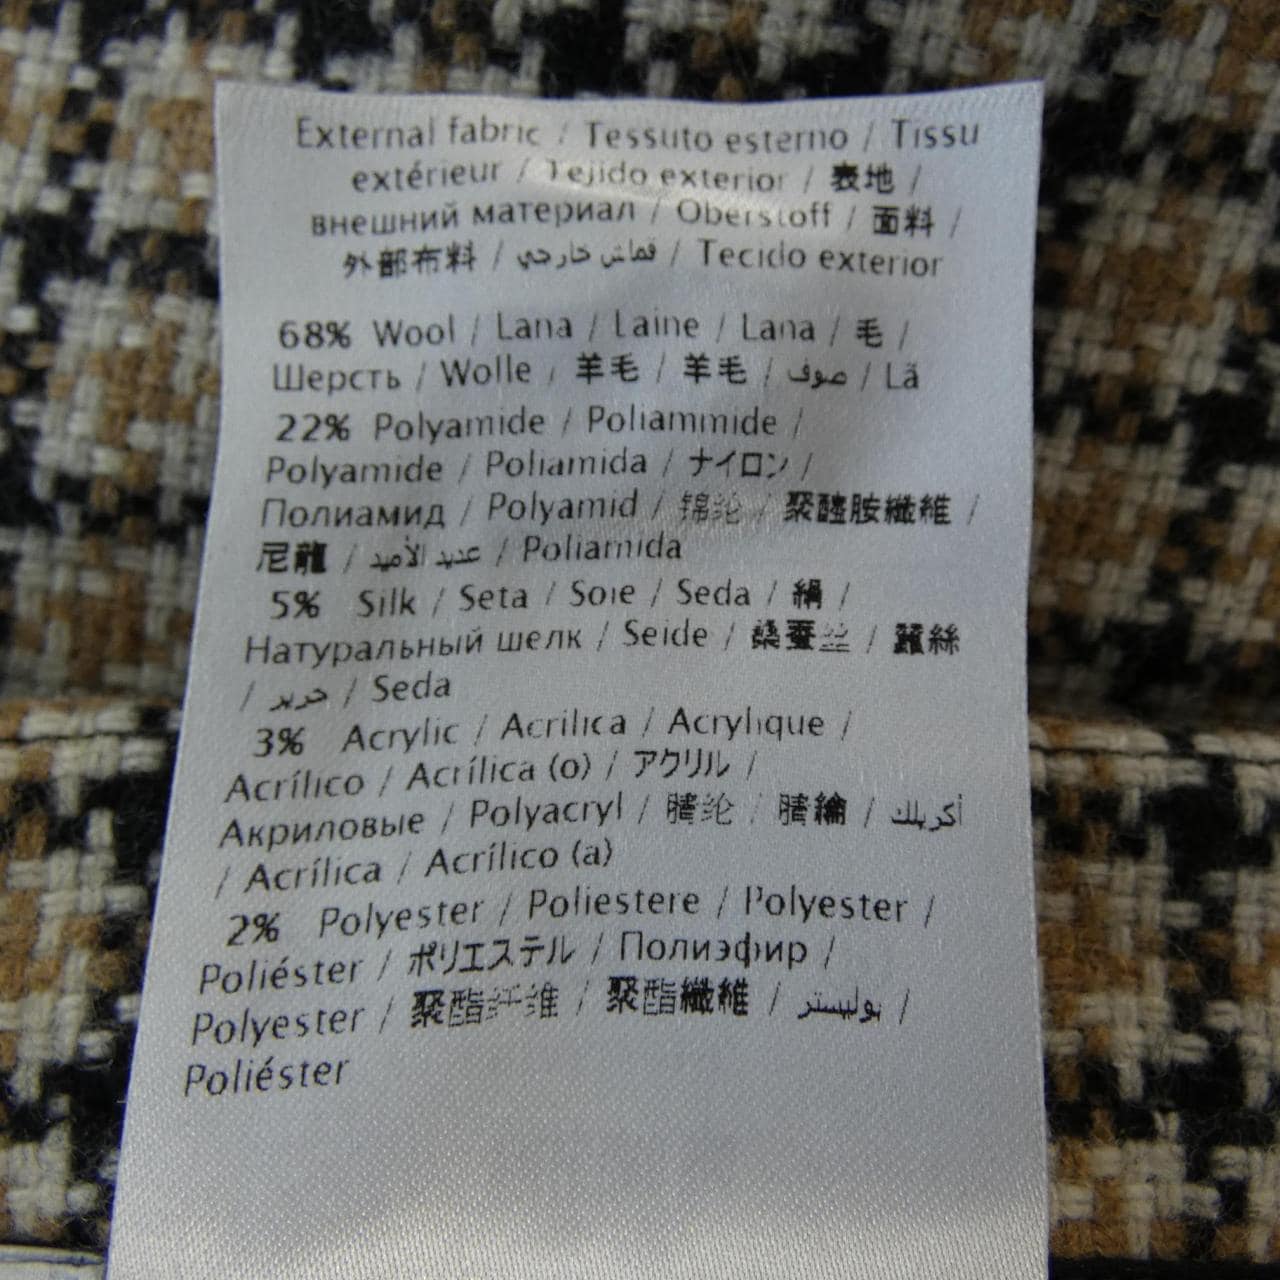 External fabric / Tessuto esterno / Tissu
extérieur / Tejido exterior / 表地 /
внешний материал / Oberstoff / 面料 /
外部布料 / قماش خارجي / Tecido exterior
68% Wool / Lana / Laine / Lana / 毛 /
Шерсть / Wolle / 羊毛 / 羊毛 / صوف / Lã
22% Polyamide / Poliammide /
Polyamide / Poliamida / ナイロン /
Полиамид / Polyamid / 锦纶 / 聚醯胺纖維 /
尼龍 / عديد الأميد / Poliamida
5% Silk / Seta / Soie / Seda / 絹 /
Натуральный шелк / Seide / 桑蚕丝 / 蠶絲
/ حرير / Seda
3% Acrylic / Acrilica / Acrylique /
Acrílico / Acrílica (o) / アクリル /
Акриловые / Polyacryl / 腈纶 / 腈綸 / أكريلك
/ Acrílica / Acrílico (a)
2% Polyester / Poliestere / Polyester /
Poliéster / ポリエステル / Полиэфир /
Polyester / 聚酯纤维 / 聚酯纖維 / بوليستر /
Poliéster